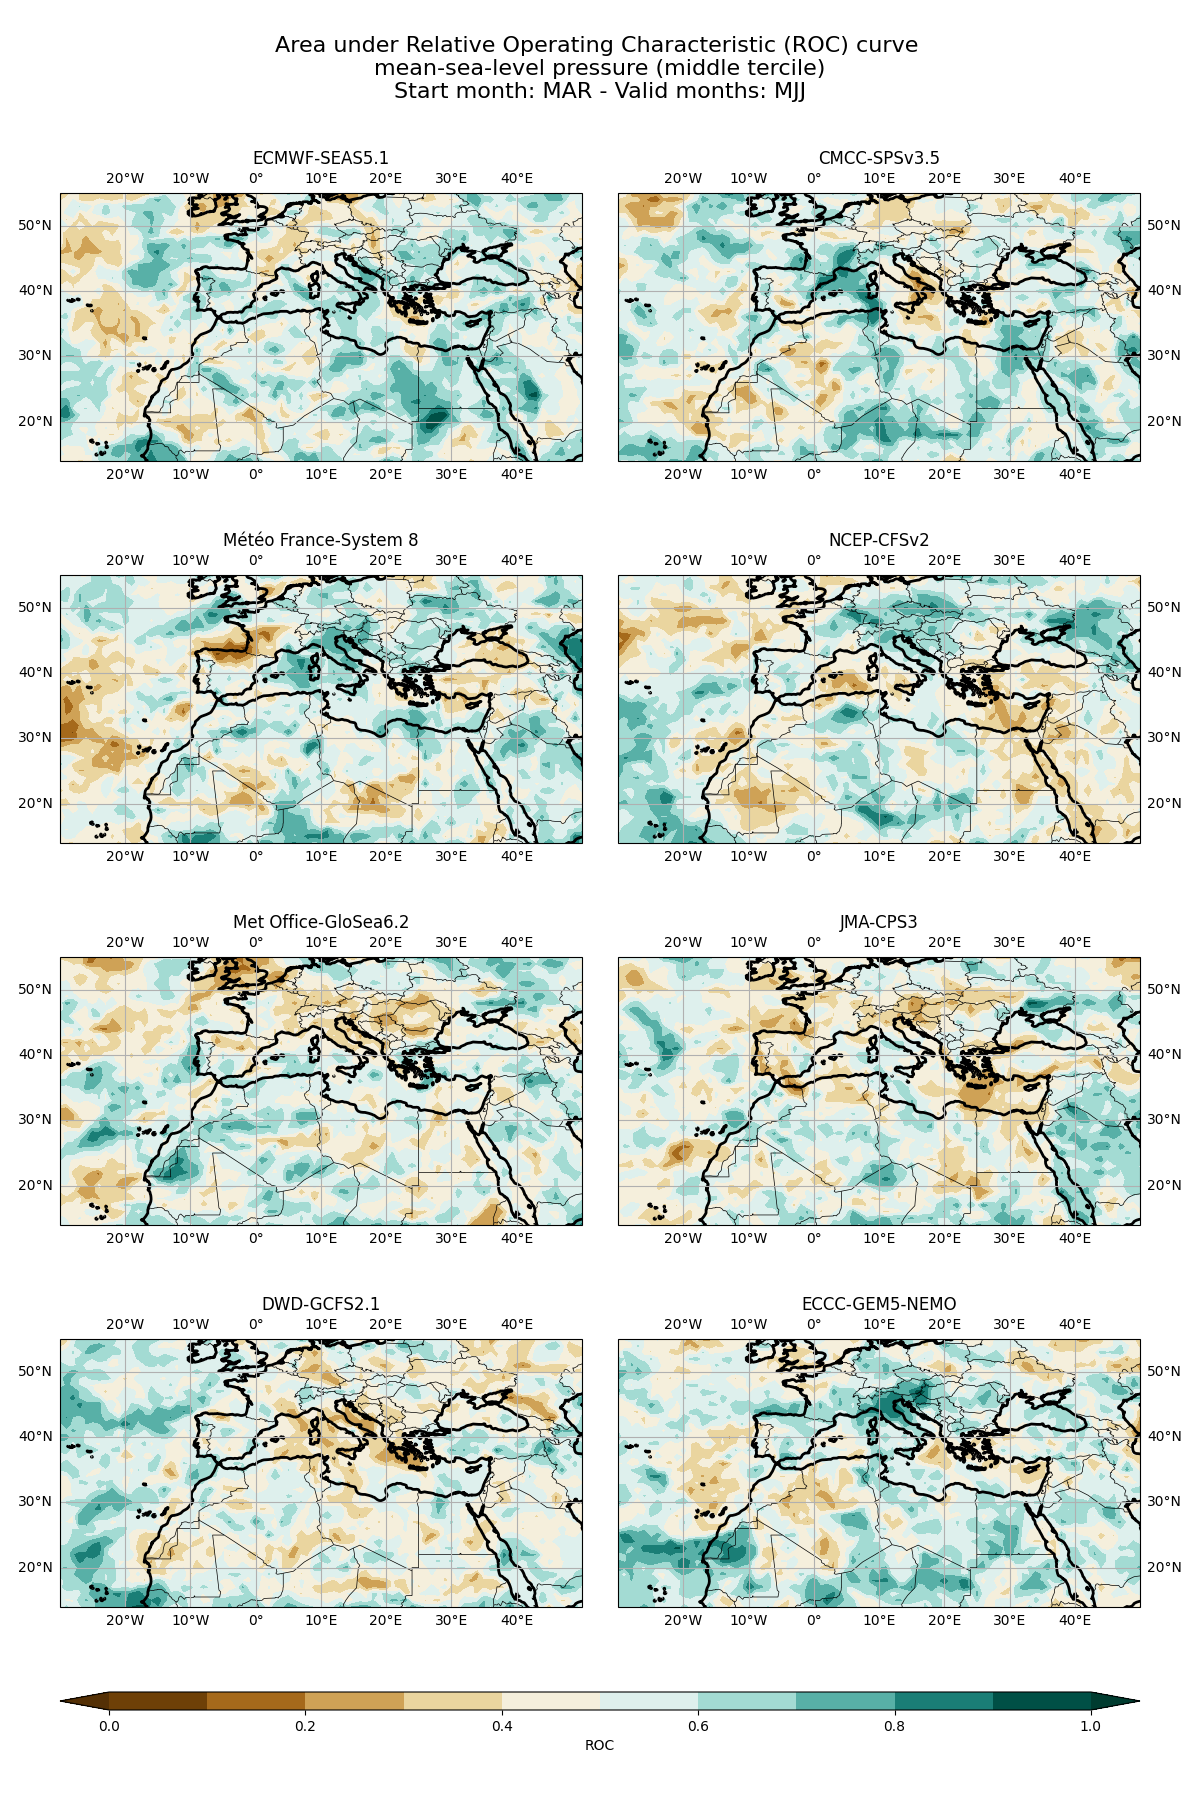 Area under Relative Operating Characteristic (ROC) curve
mean-sea-level pressure (middle tercile)
Start month: MAR - Valid months: MJJ
ECMWF-SEAS5.1
20°W 10°W 0° 10°E 20°E 30°E 40°E
50°N
40°N
30°N
20°N
20°W 10°W 0° 10°E 20°E 30°E 40°E
CMCC-SPSv3.5
20°W 10°W 0° 10°E 20°E 30°E 40°E
50°N
40°N
30°N
20°N
20°W 10°W 0° 10°E 20°E 30°E 40°E
Météo France-System 8
20°W 10°W 0° 10°E 20°E 30°E 40°E
50°N
40°N
30°N
20°N
20°W 10°W 0° 10°E 20°E 30°E 40°E
NCEP-CFSv2
20°W 10°W 0° 10°E 20°E 30°E 40°E
50°N
40°N
30°N
20°N
20°W 10°W 0° 10°E 20°E 30°E 40°E
Met Office-GloSea6.2
20°W 10°W 0° 10°E 20°E 30°E 40°E
50°N
40°N
30°N
20°N
20°W 10°W 0° 10°E 20°E 30°E 40°E
JMA-CPS3
20°W 10°W 0° 10°E 20°E 30°E 40°E
50°N
40°N
30°N
20°N
20°W 10°W 0° 10°E 20°E 30°E 40°E
DWD-GCFS2.1
20°W 10°W 0° 10°E 20°E 30°E 40°E
50°N
40°N
30°N
20°N
20°W 10°W 0° 10°E 20°E 30°E 40°E
ECCC-GEM5-NEMO
20°W 10°W 0° 10°E 20°E 30°E 40°E
50°N
40°N
30°N
20°N
20°W 10°W 0° 10°E 20°E 30°E 40°E
0.0 0.2 0.4 0.6 0.8 1.0
ROC